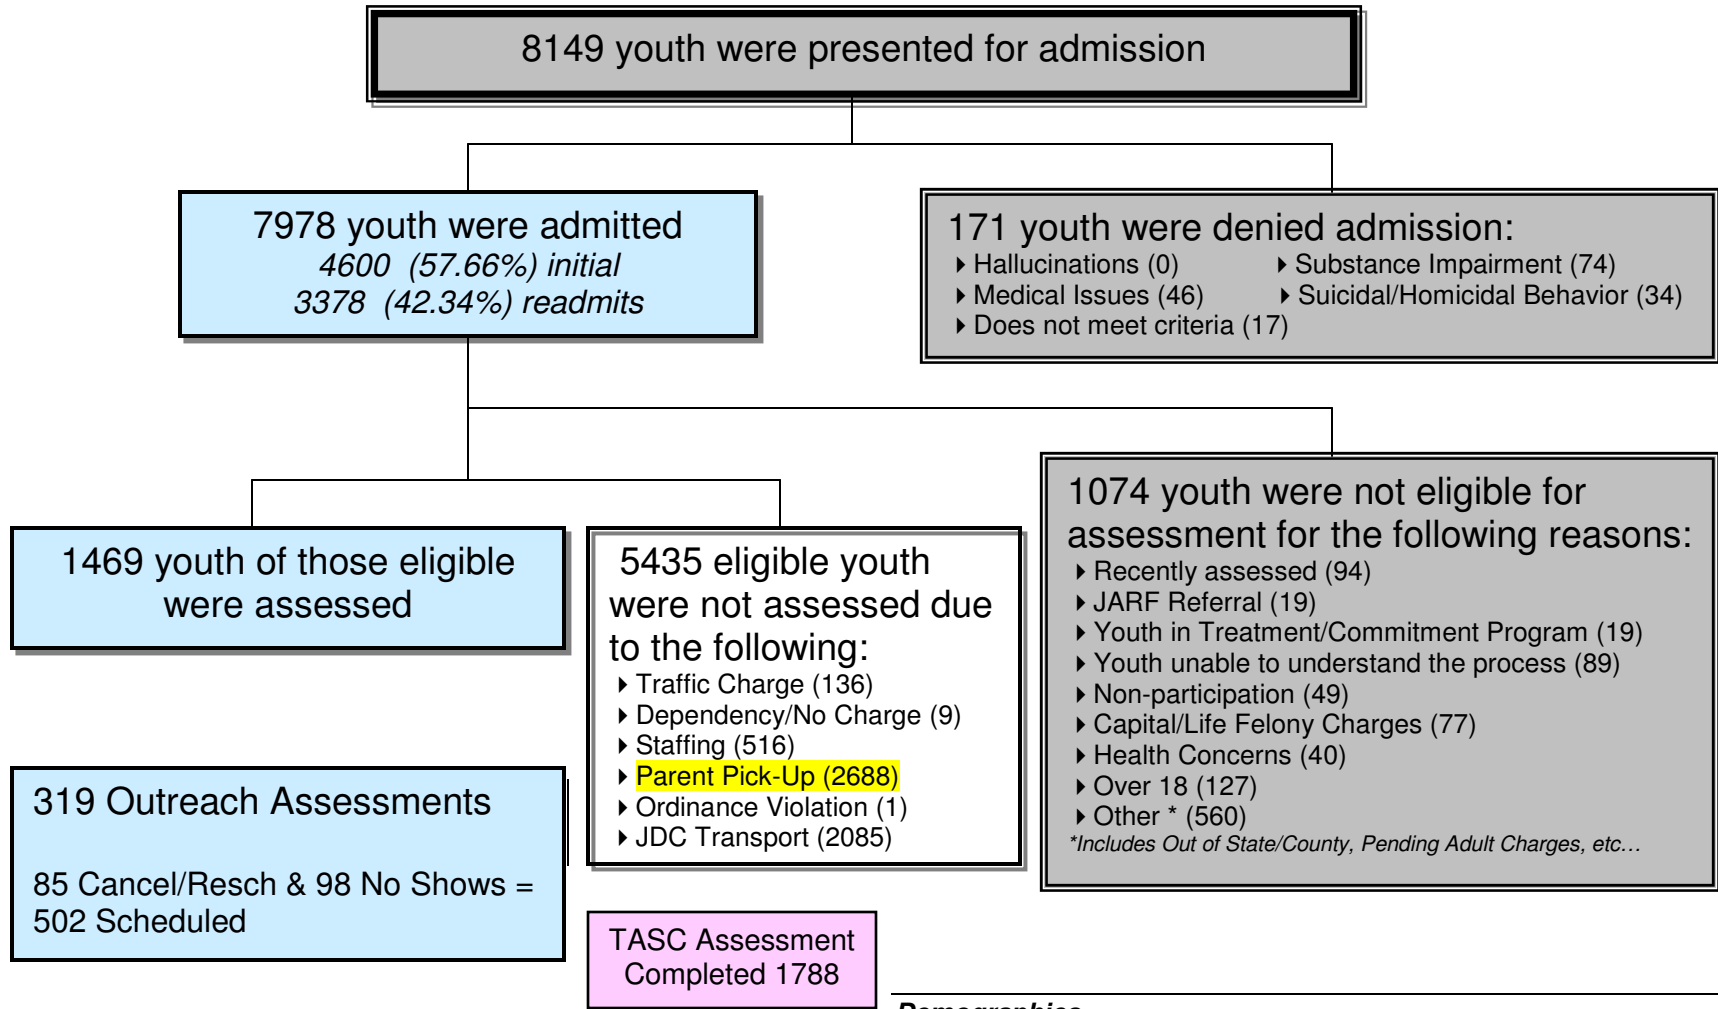 8149 youth were presented for admission
7978 youth were admitted
4600 (57.66%) initial
3378 (42.34%) readmits
171 youth were denied admission:
Hallucinations (0)
Substance Impairment (74)
Medical Issues (46)
Suicidal/Homicidal Behavior (34)
Does not meet criteria (17)
1469 youth of those eligible
were assessed
5435 eligible youth
were not assessed due
to the following:
Traffic Charge (136)
Dependency/No Charge (9)
Staffing (516)
Parent Pick-Up (2688)
Ordinance Violation (1)
JDC Transport (2085)
1074 youth were not eligible for
assessment for the following reasons:
Recently assessed (94)
JARF Referral (19)
Youth in Treatment/Commitment Program (19)
Youth unable to understand the process (89)
Non-participation (49)
Capital/Life Felony Charges (77)
Health Concerns (40)
Over 18 (127)
Other * (560)
*Includes Out of State/County, Pending Adult Charges, etc…
319 Outreach Assessments
85 Cancel/Resch & 98 No Shows =
502 Scheduled
TASC Assessment
Completed 1788
Demographics